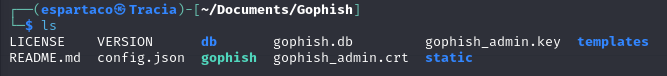 ┌──(espartaco㉿Tracia)-[~/Documents/Gophish]
└─$ ls
LICENSE VERSION db gophish.db gophish_admin.key templates
README.md config.json gophish gophish_admin.crt static